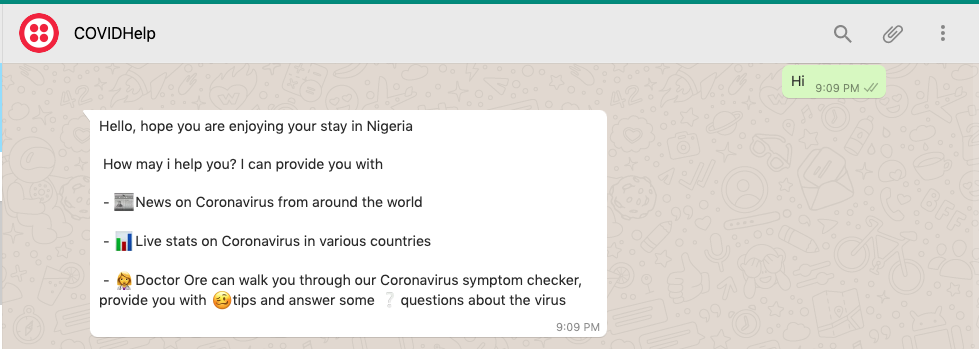 COVIDHelp
Hi
9:09 PM
Hello, hope you are enjoying your stay in Nigeria
How may i help you? I can provide you with
- 📰News on Coronavirus from around the world
- 📊Live stats on Coronavirus in various countries
- 👩‍⚕️Doctor Ore can walk you through our Coronavirus symptom checker,
provide you with 🥴tips and answer some ❔ questions about the virus
9:09 PM